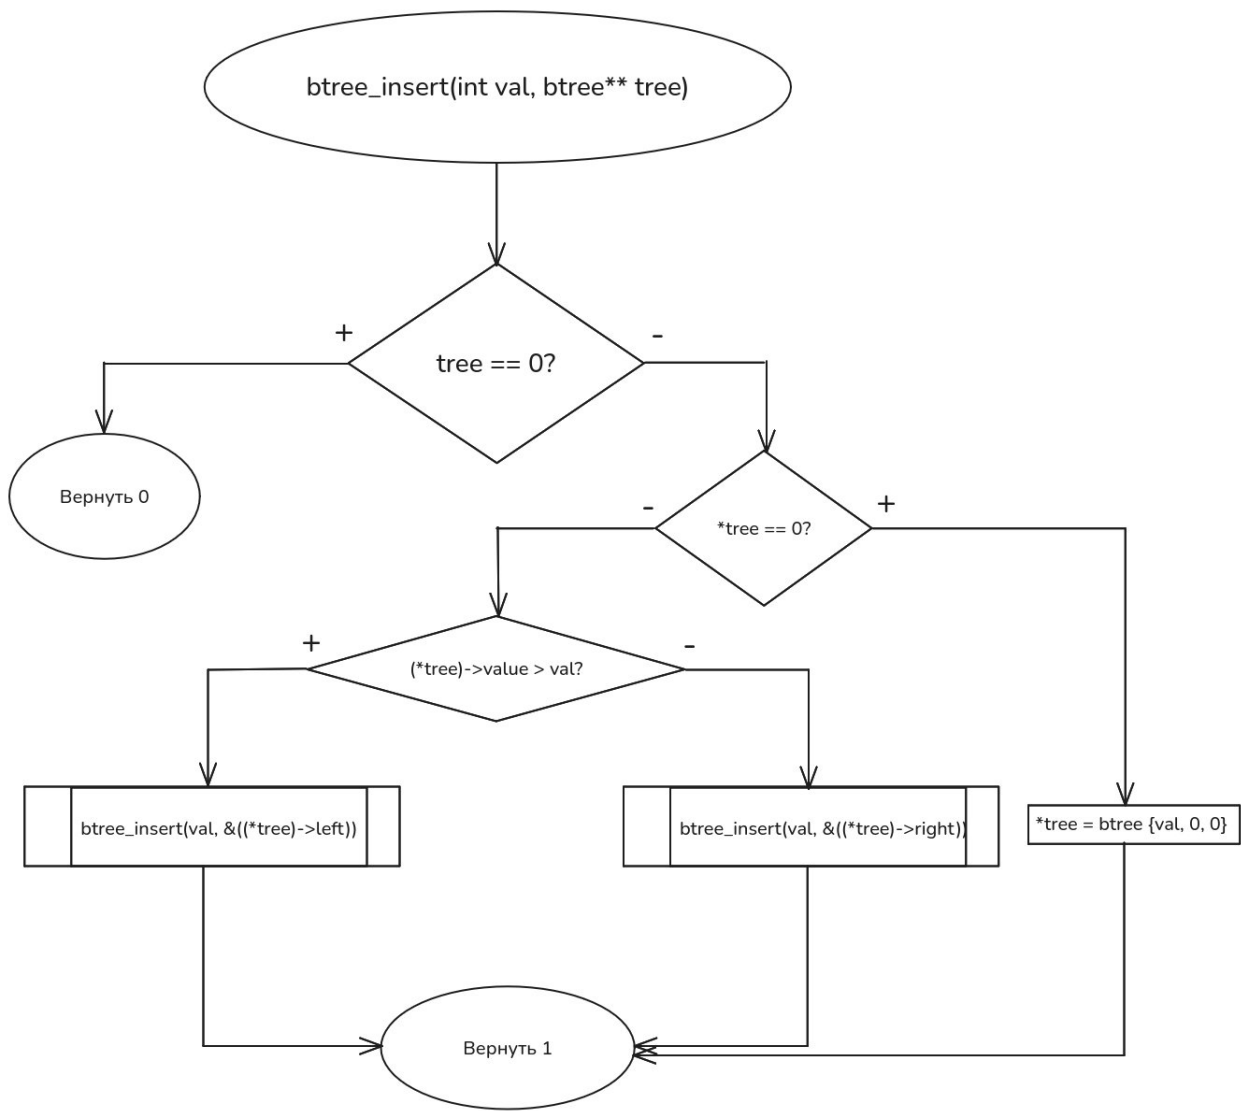 btree_insert(int val, btree** tree)
+
-
tree == 0?
Вернуть 0
-
+
*tree == 0?
+
-
(*tree)->value > val?
btree_insert(val, &((*tree)->left))
btree_insert(val, &((*tree)->right))
*tree = btree {val, 0, 0}
Вернуть 1